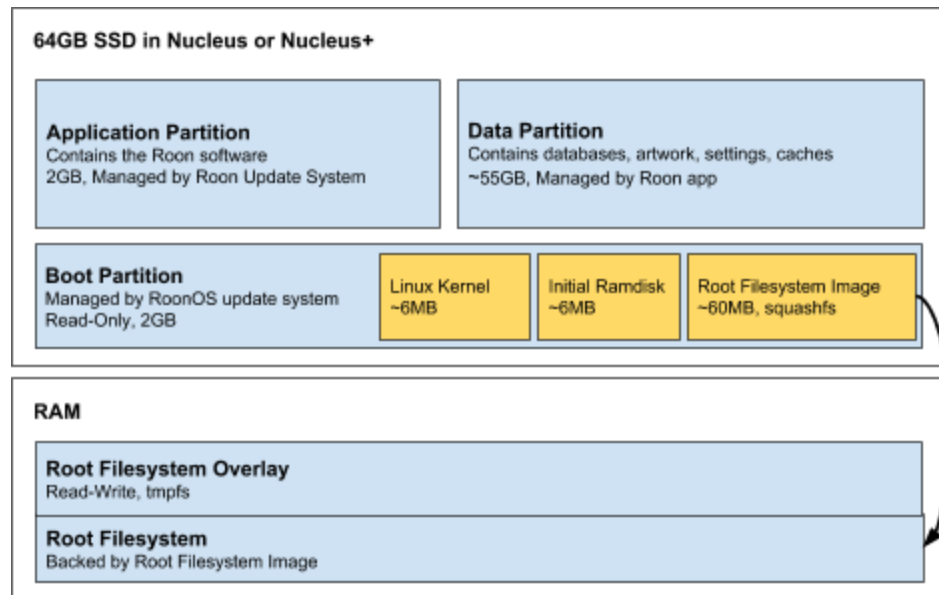 64GB SSD in Nucleus or Nucleus+
Application Partition
Contains the Roon software
2GB, Managed by Roon Update System
Data Partition
Contains databases, artwork, settings, caches
~55GB, Managed by Roon app
Boot Partition
Managed by RoonOS update system
Read-Only, 2GB
Linux Kernel
~6MB
Initial Ramdisk
~6MB
Root Filesystem Image
~60MB, squashfs
RAM
Root Filesystem Overlay
Read-Write, tmpfs
Root Filesystem
Backed by Root Filesystem Image